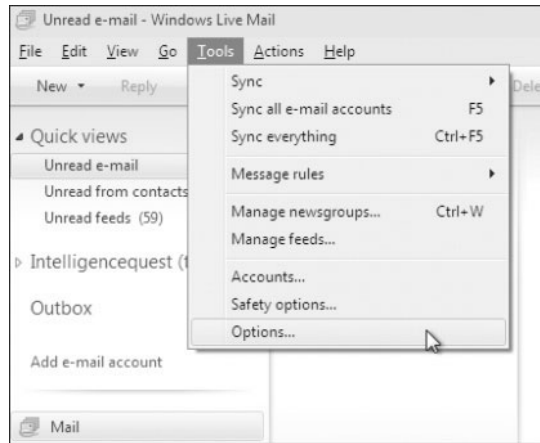 Unread e-mail - Windows Live Mail
File Edit View Go Tools Actions Help
New Reply
Sync
Sync all e-mail accounts F5
Sync everything Ctrl+F5
Message rules
Manage newsgroups... Ctrl+W
Manage feeds...
Accounts...
Safety options...
Options...
Quick views
Unread e-mail
Unread from contacts
Unread feeds (59)
Intelligencequest (
Outbox
Add e-mail account
Mail